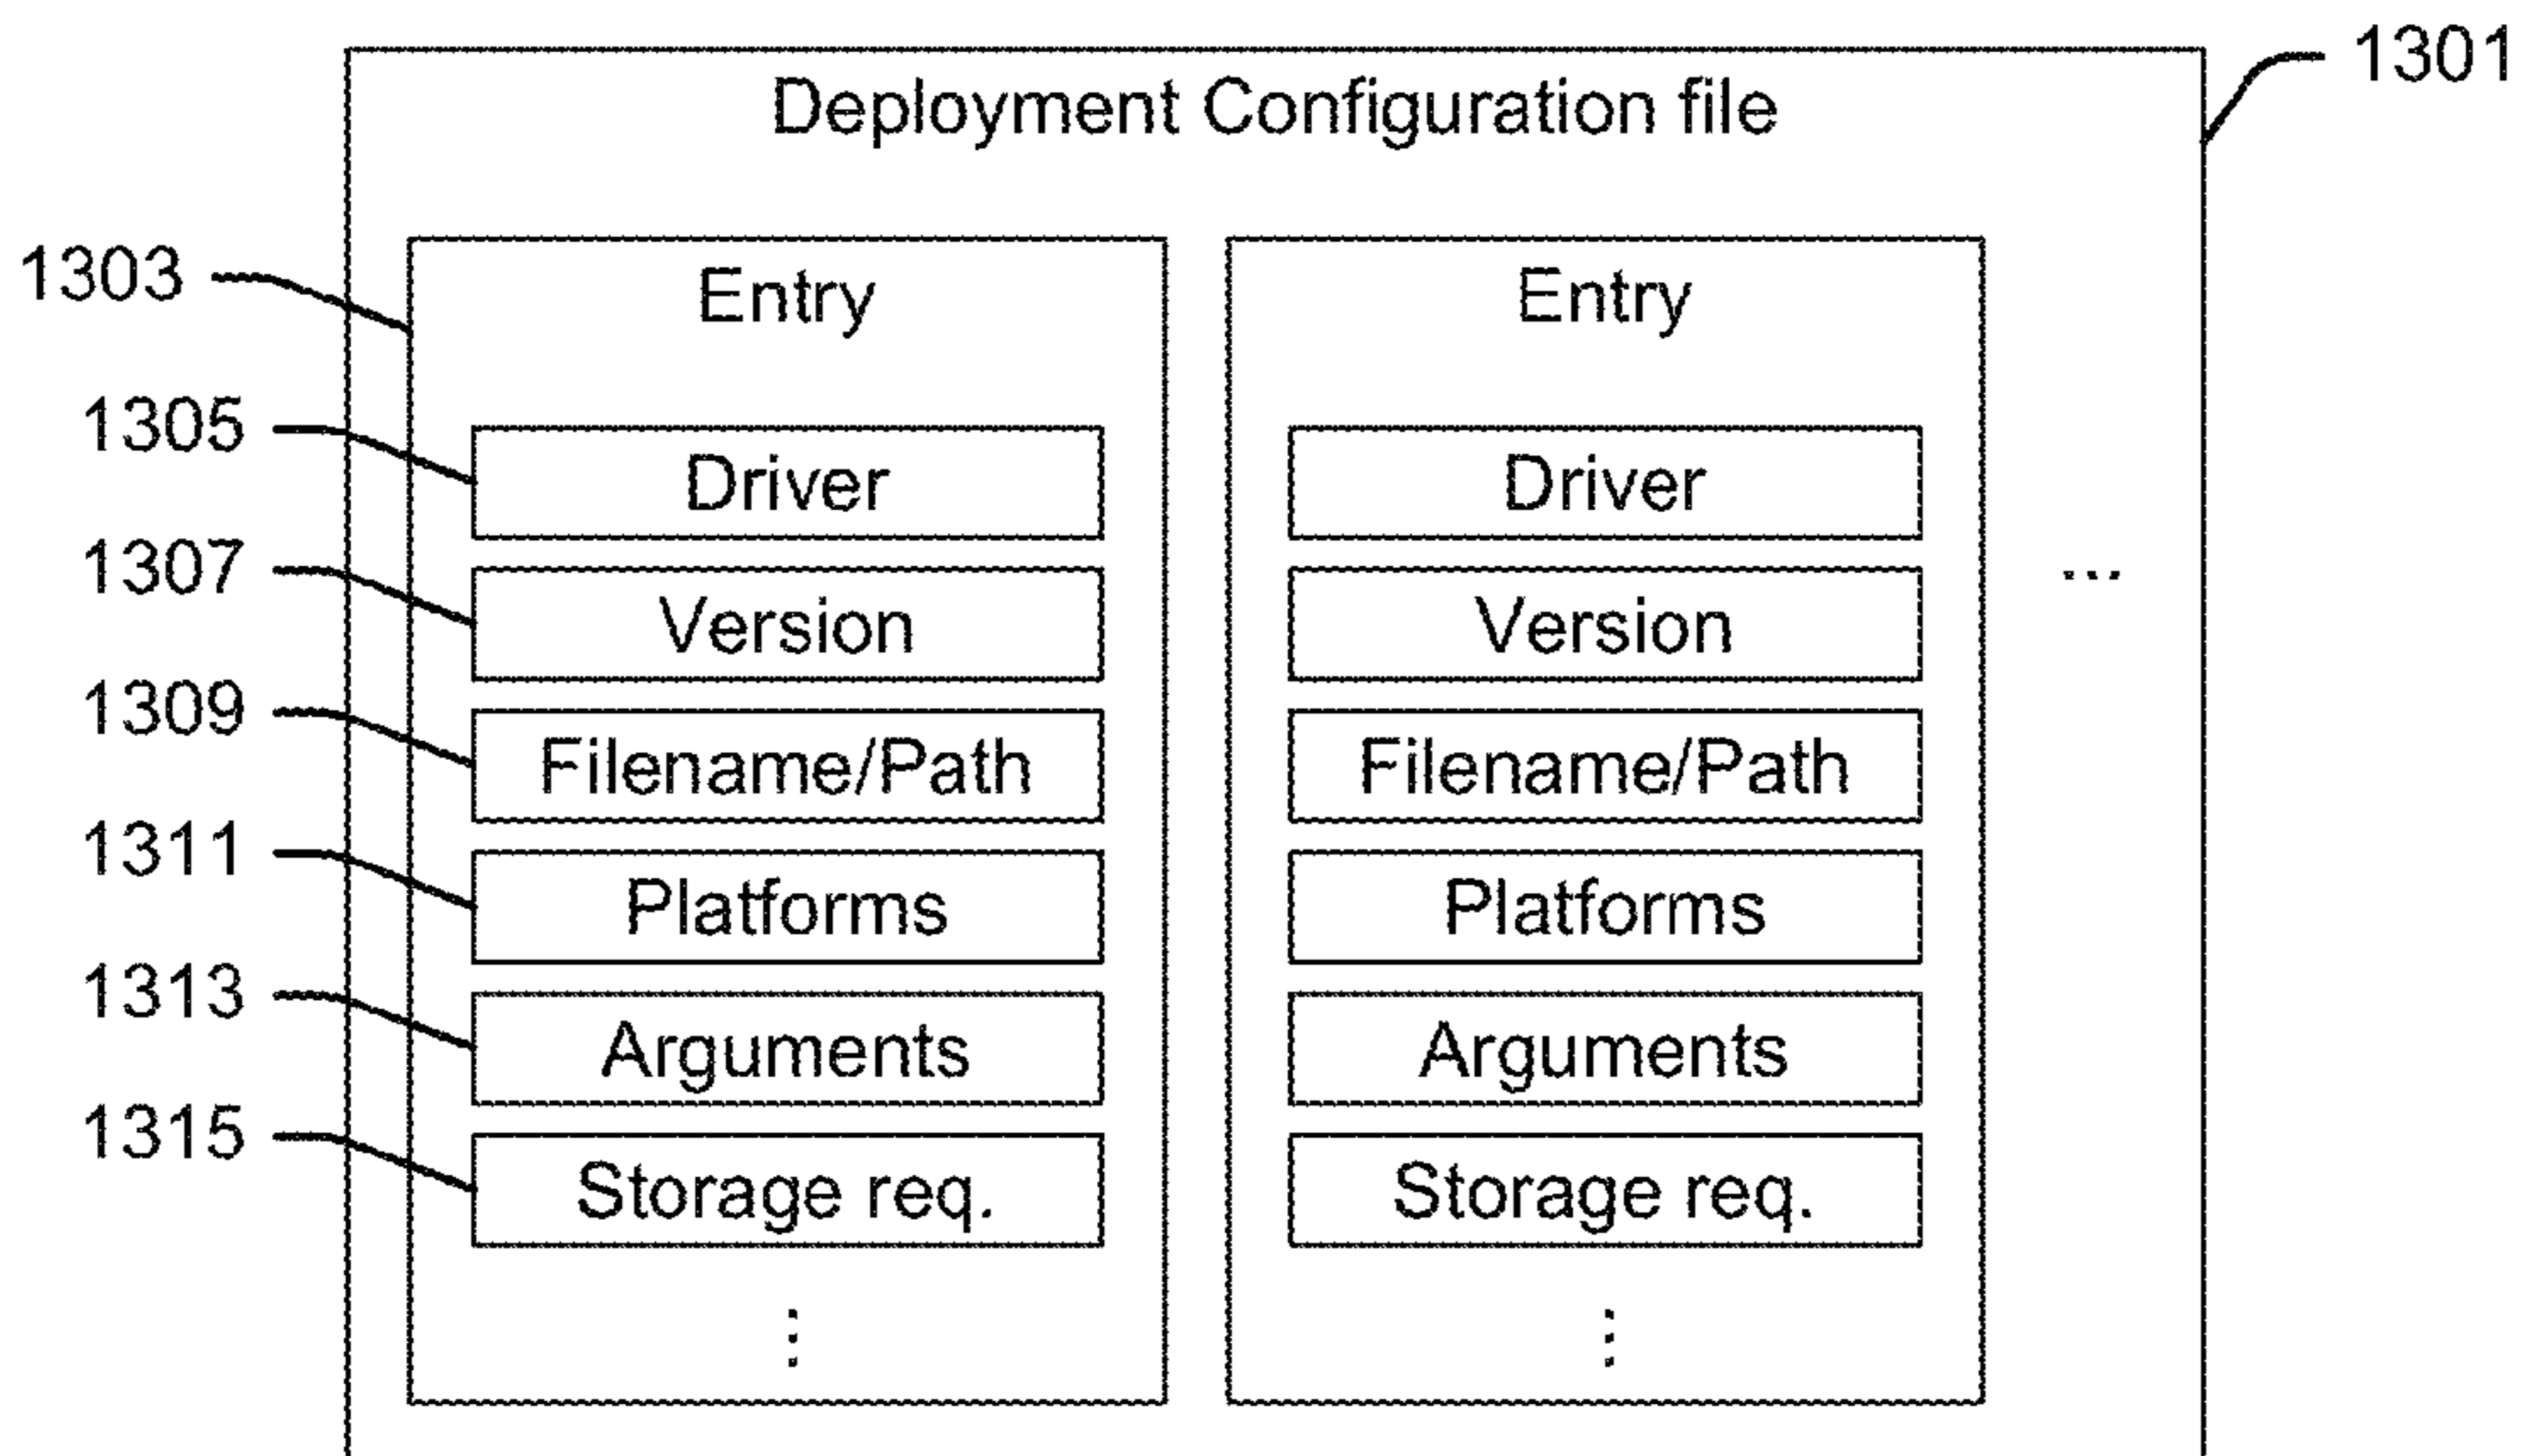 1301
Deployment Configuration file
1303
Entry
Entry
1305
Driver
Driver
1307
Version
Version
...
1309
Filename/Path
Filename/Path
1311
Platforms
Platforms
1313
Arguments
Arguments
1315
Storage req.
Storage req.
⋮
⋮